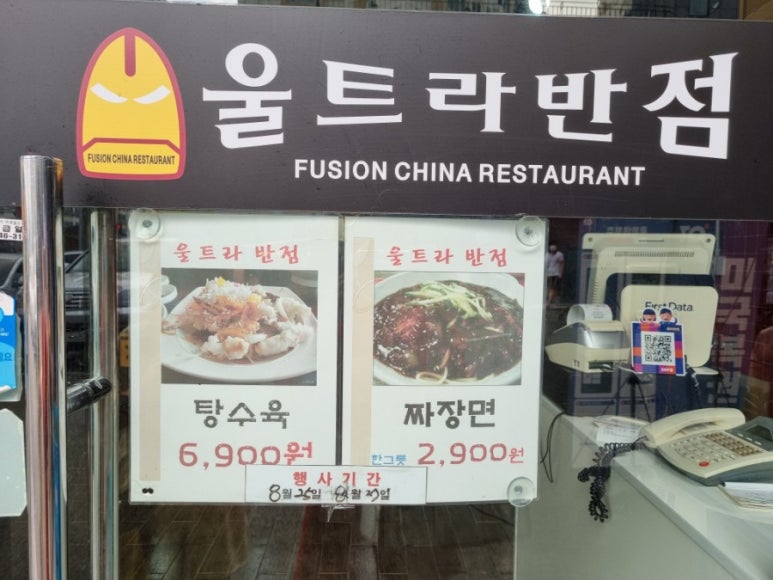 울트라반점
FUSION CHINA RESTAURANT
FUSION CHINA RESTAURANT
울트라 반점
탕수육
6,900원
울트라 반점
짜장면
한그릇 2,900원
행사기간
First Data.